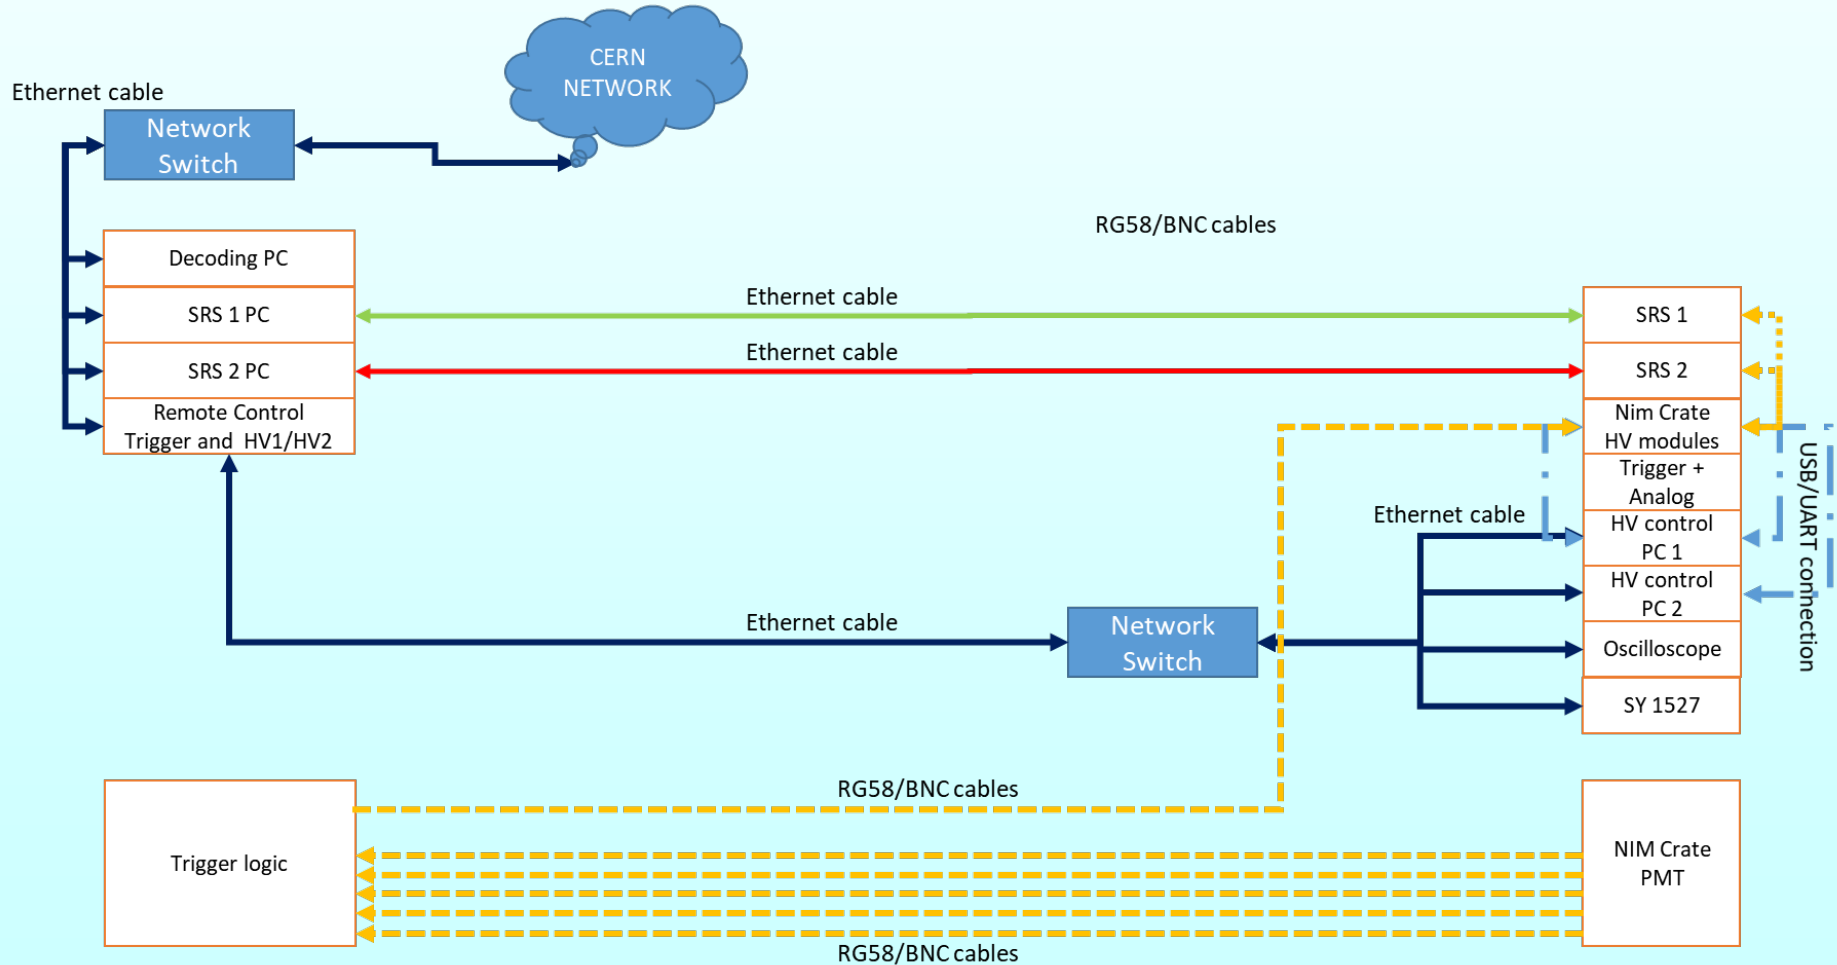 CERN
NETWORK
Ethernet cable
Network
Switch
RG58/BNC cables
Decoding PC
SRS 1 PC
SRS 2 PC
Remote Control
Trigger and HV1/HV2
Ethernet cable
Ethernet cable
SRS 1
SRS 2
Nim Crate
HV modules
Trigger +
Analog
HV control
PC 1
HV control
PC 2
Oscilloscope
SY 1527
USB/UART connection
Ethernet cable
Ethernet cable
Network
Switch
RG58/BNC cables
Trigger logic
NIM Crate
PMT
RG58/BNC cables